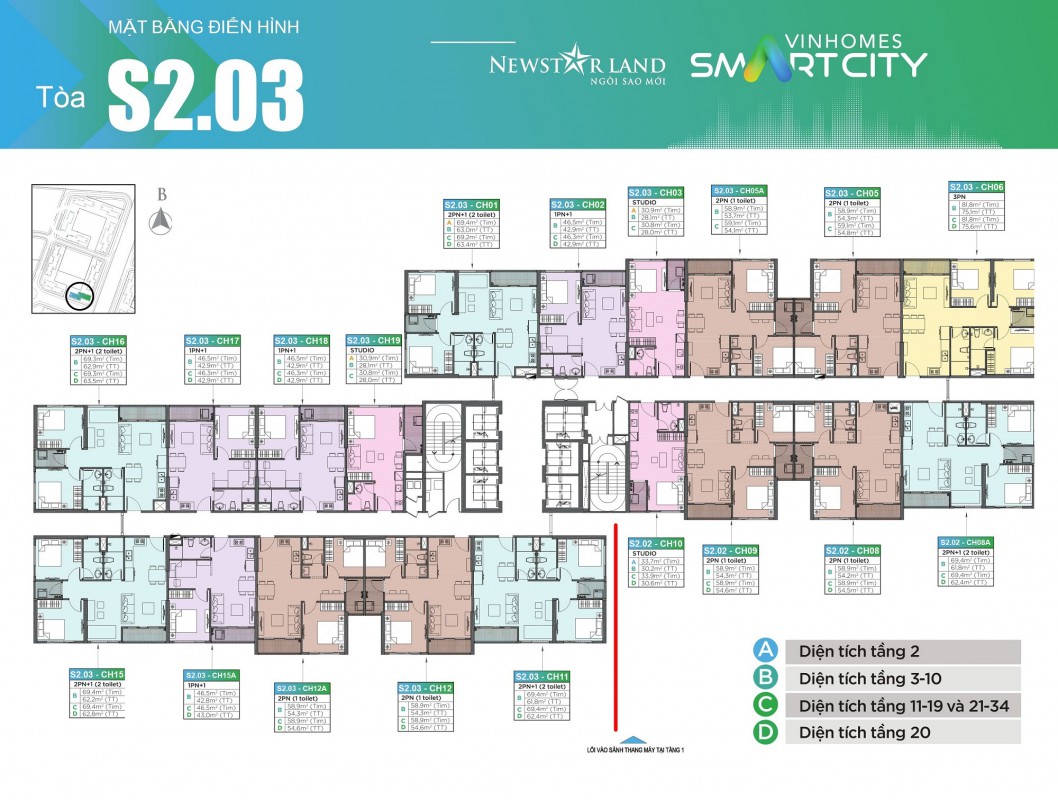 MẶT BẰNG ĐIỂN HÌNH
Tòa S2.03
NEWSTAR LAND
NGÔI SAO MỚI
VINHOMES
SMARTCITY
B
S2.03 - CH01
2PN+1 (2 toilet)
A 69,4m² (Tim)
B 63,0m² (TT)
C 69,2m² (Tim)
D 63,4m² (TT)
S2.03 - CH02
1PN+1
B 46,5m² (Tim)
42,9m² (TT)
C 46,3m² (Tim)
D 42,9m² (TT)
S2.03 - CH03
STUDIO
A 30,9m² (Tim)
B 28,1m² (TT)
C 30,8m² (Tim)
28,0m² (TT)
S2.03 - CH05A
2PN (1 toilet)
B 58,9m² (Tim)
53,7m² (TT)
C 59,1m² (Tim)
54,1m² (TT)
S2.03 - CH05
2PN (1 toilet)
B 58,9m² (Tim)
54,3m² (TT)
C 59,1m² (Tim)
54,8m² (TT)
S2.03 - CH06
3PN
B 81,8m² (Tim)
75,1m² (TT)
C 81,8m² (Tim)
D 75,6m² (TT)
S2.03 - CH16
2PN+1 (2 toilet)
B 69,3m² (Tim)
62,9m² (TT)
C 69,3m² (Tim)
D 63,5m² (TT)
S2.03 - CH17
1PN+1
B 46,5m² (Tim)
42,9m² (TT)
C 46,3m² (Tim)
D 42,9m² (TT)
S2.03 - CH18
1PN+1
B 46,5m² (Tim)
42,9m² (TT)
C 46,3m² (Tim)
D 42,9m² (TT)
S2.03 - CH19
STUDIO
A 30,9m² (Tim)
B 28,1m² (TT)
C 30,8m² (Tim)
D 28,0m² (TT)
S2.02 - CH10
STUDIO
A 33,7m² (Tim)
B 30,2m² (TT)
C 33,9m² (Tim)
D 30,6m² (TT)
S2.02 - CH09
2PN (1 toilet)
B 58,9m² (Tim)
54,3m² (TT)
C 58,9m² (Tim)
D 54,6m² (TT)
S2.02 - CH08
2PN (1 toilet)
B 58,9m² (Tim)
54,2m² (TT)
C 58,9m² (Tim)
D 54,5m² (TT)
S2.02 - CH08A
2PN+1 (2 toilet)
B 69,4m² (Tim)
61,8m² (TT)
C 69,4m² (Tim)
D 62,4m² (TT)
S2.03 - CH15
2PN+1 (2 toilet)
B 69,4m² (Tim)
62,2m² (TT)
C 69,4m² (Tim)
D 62,8m² (TT)
S2.03 - CH15A
1PN+1
B 46,5m² (Tim)
42,8m² (TT)
C 46,5m² (Tim)
D 43,0m² (TT)
S2.03 - CH12A
2PN (1 toilet)
B 58,9m² (Tim)
54,3m² (TT)
C 58,9m² (Tim)
D 54,6m² (TT)
S2.03 - CH12
2PN (1 toilet)
B 58,9m² (Tim)
54,3m² (TT)
C 58,9m² (Tim)
D 54,6m² (TT)
S2.03 - CH11
2PN+1 (2 toilet)
B 69,4m² (Tim)
61,8m² (TT)
C 69,4m² (Tim)
D 62,4m² (TT)
LỐI VÀO SẢNH THANG MÁY TẠI TẦNG 1
A Diện tích tầng 2
B Diện tích tầng 3-10
C Diện tích tầng 11-19 và 21-34
D Diện tích tầng 20